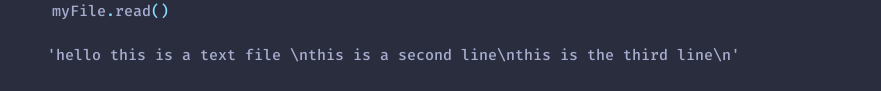 myFile.read()
'hello this is a text file \nthis is a second line\nthis is the third line\n'